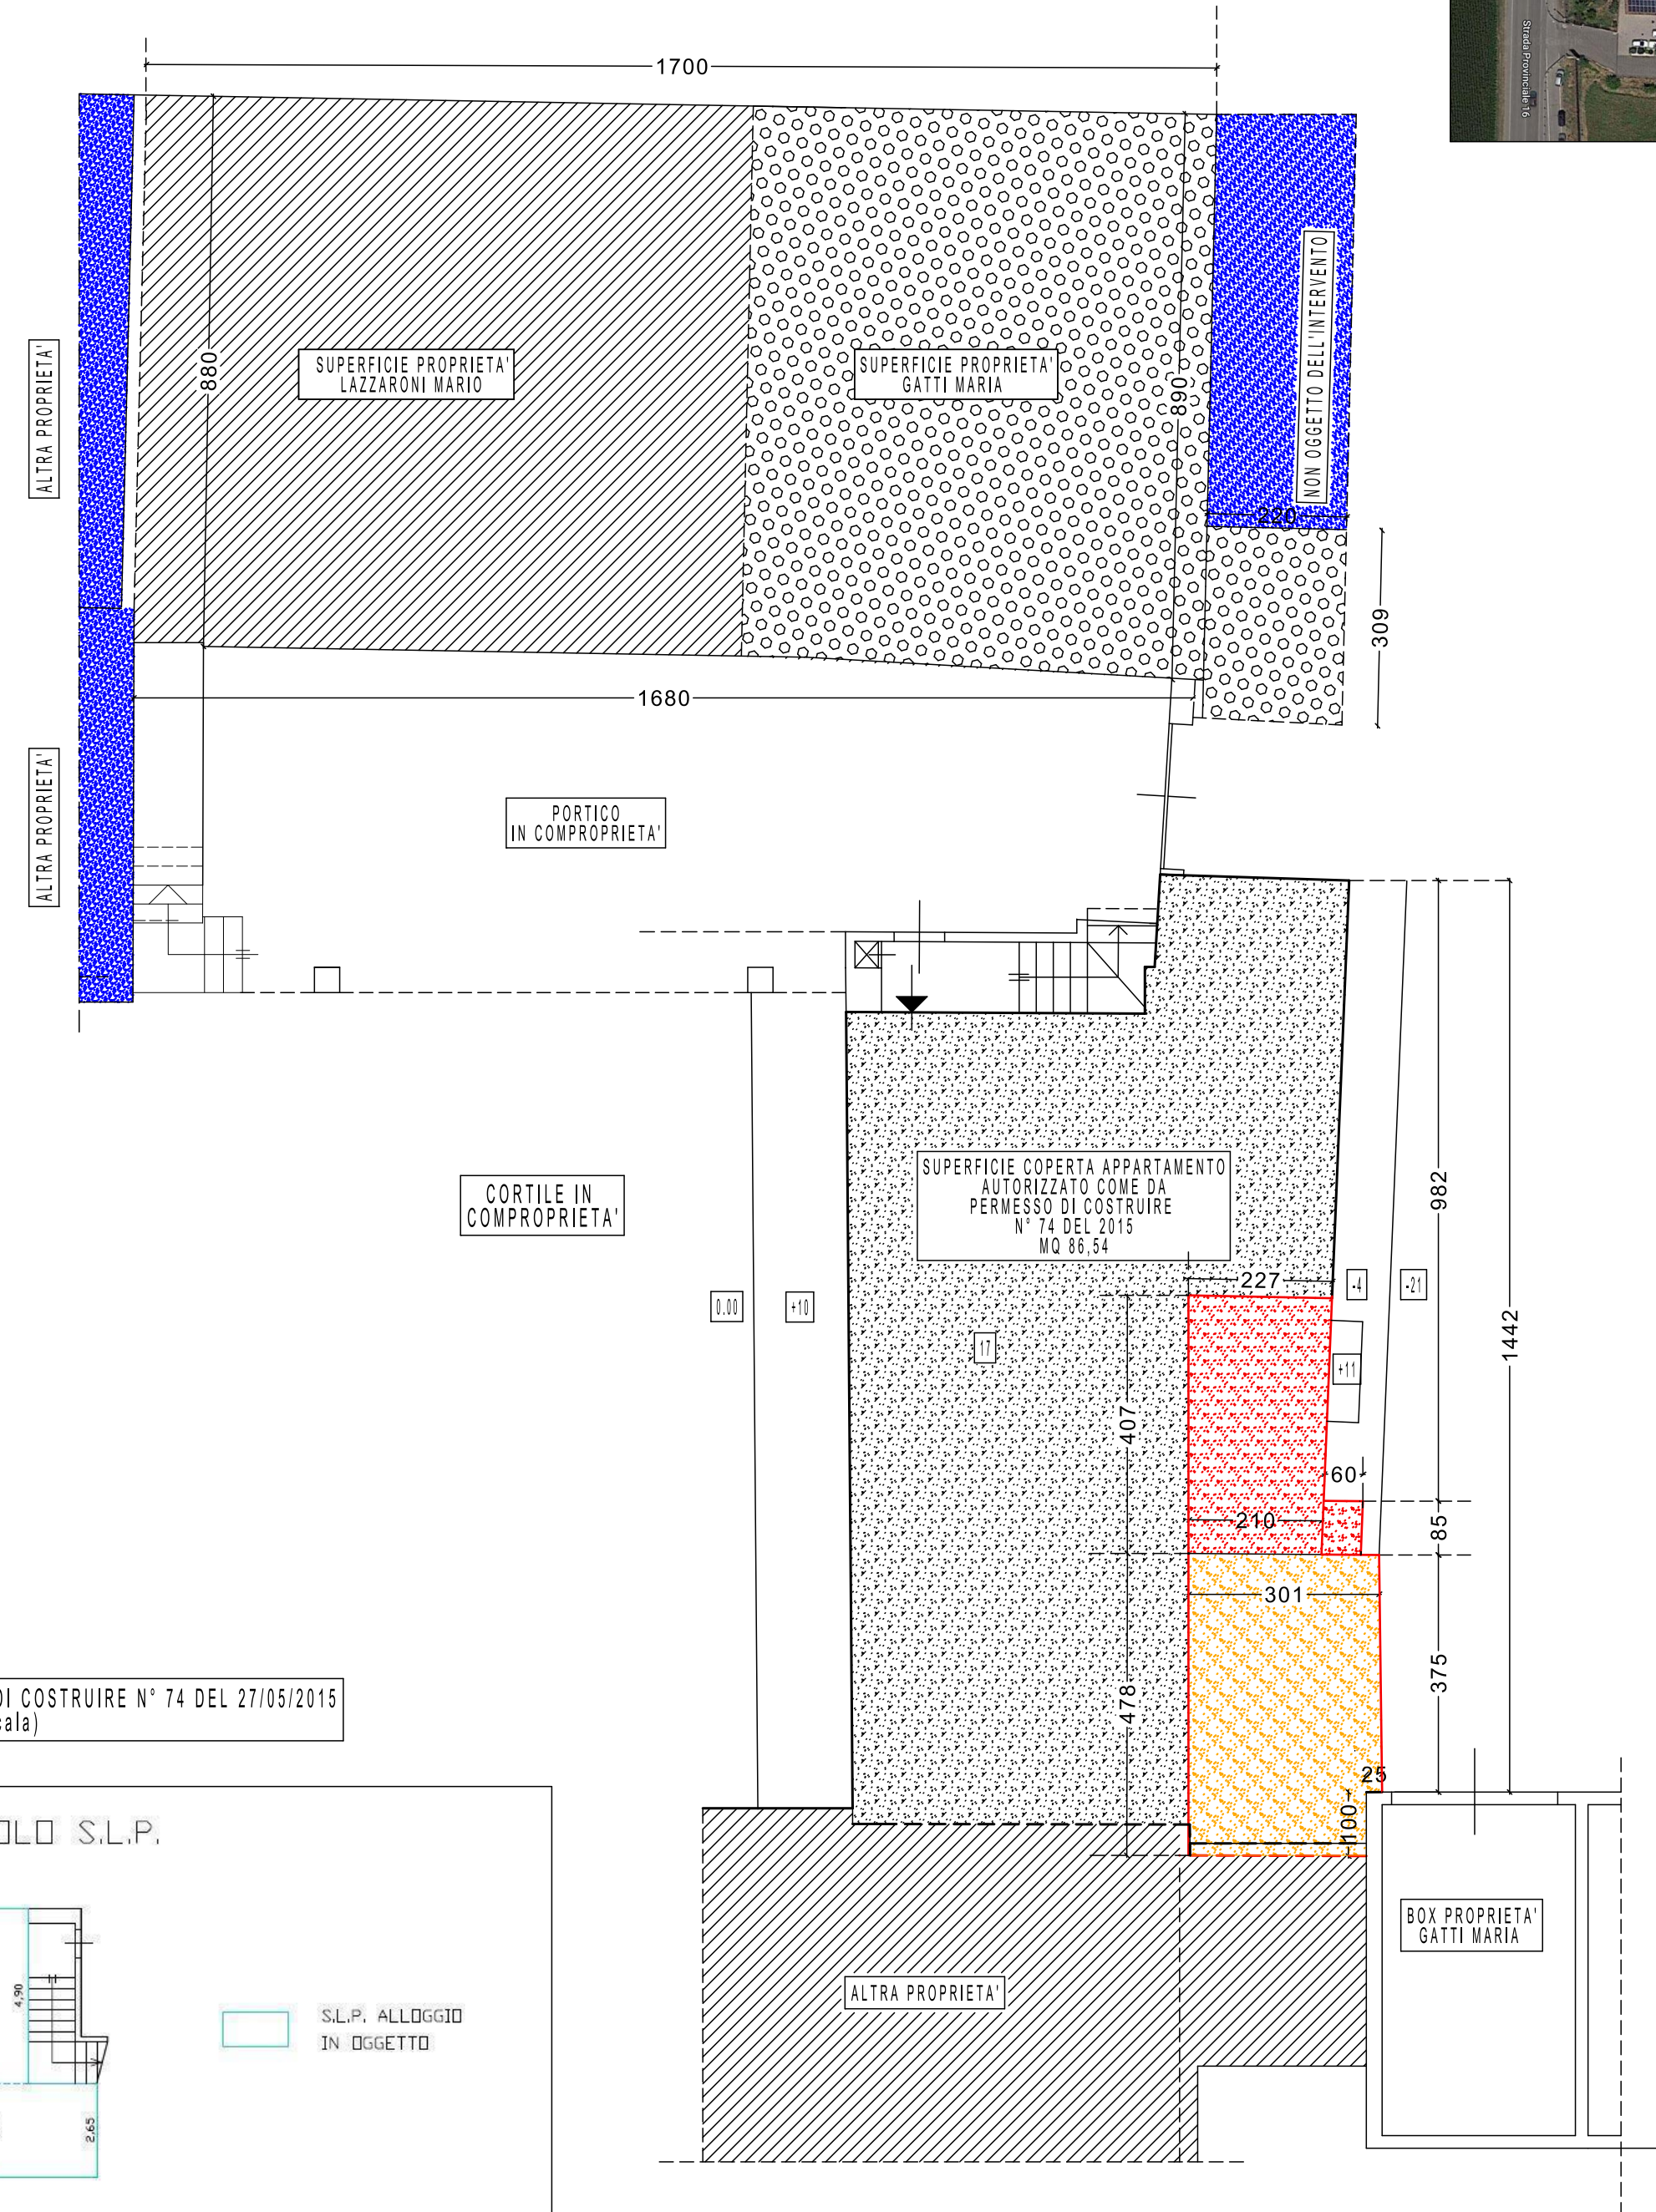 Strada Provinciale 16
1700
ALTRA PROPRIETA'
880
SUPERFICIE PROPRIETA'
LAZZARONI MARIO
SUPERFICIE PROPRIETA'
GATTI MARIA
890
NON OGGETTO DELL'INTERVENTO
220
309
1680
ALTRA PROPRIETA'
PORTICO
IN COMPROPRIETA'
CORTILE IN
COMPROPRIETA'
SUPERFICIE COPERTA APPARTAMENTO
AUTORIZZATO COME DA
PERMESSO DI COSTRUIRE
N° 74 DEL 2015
MQ 86,54
982
227
-4
-21
0.00
+10
17
+11
1442
407
60
210
85
301
375
478
25
100
DI COSTRUIRE N° 74 DEL 27/05/2015
cala)
OLO S.L.P.
4,90
S.L.P. ALLOGGIO
IN OGGETTO
2,65
ALTRA PROPRIETA'
BOX PROPRIETA'
GATTI MARIA